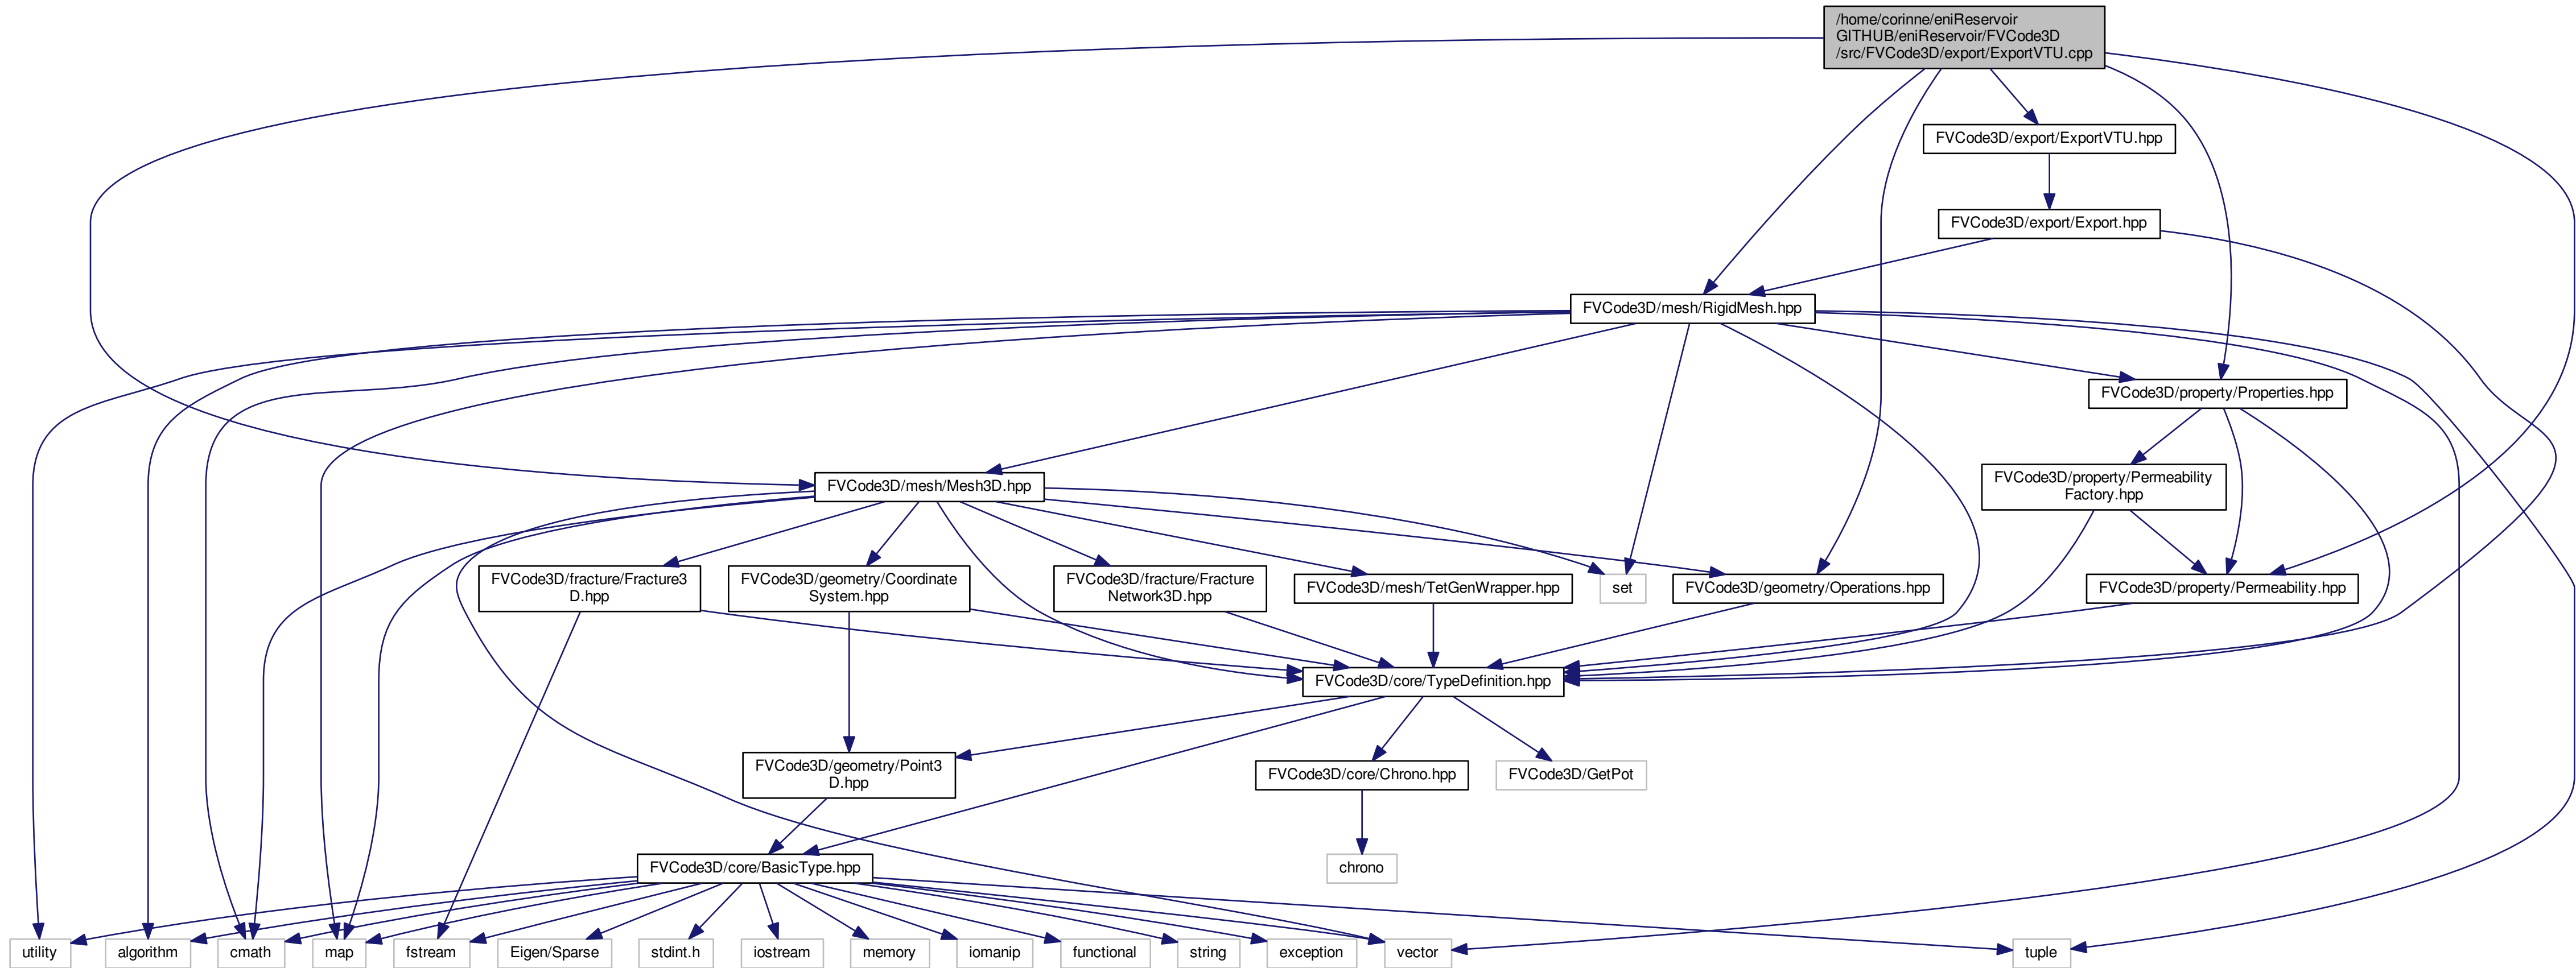 /home/corinne/eniReservoir
GITHUB/eniReservoir/FVCode3D
/src/FVCode3D/export/ExportVTU.cpp
FVCode3D/export/ExportVTU.hpp
FVCode3D/export/Export.hpp
FVCode3D/mesh/RigidMesh.hpp
FVCode3D/property/Properties.hpp
FVCode3D/mesh/Mesh3D.hpp
FVCode3D/property/Permeability
Factory.hpp
FVCode3D/fracture/Fracture3
D.hpp
FVCode3D/geometry/Coordinate
System.hpp
FVCode3D/fracture/Fracture
Network3D.hpp
FVCode3D/mesh/TetGenWrapper.hpp
set
FVCode3D/geometry/Operations.hpp
FVCode3D/property/Permeability.hpp
FVCode3D/core/TypeDefinition.hpp
FVCode3D/geometry/Point3
D.hpp
FVCode3D/core/Chrono.hpp
FVCode3D/GetPot
FVCode3D/core/BasicType.hpp
chrono
utility
algorithm
cmath
map
fstream
Eigen/Sparse
stdint.h
iostream
memory
iomanip
functional
string
exception
vector
tuple